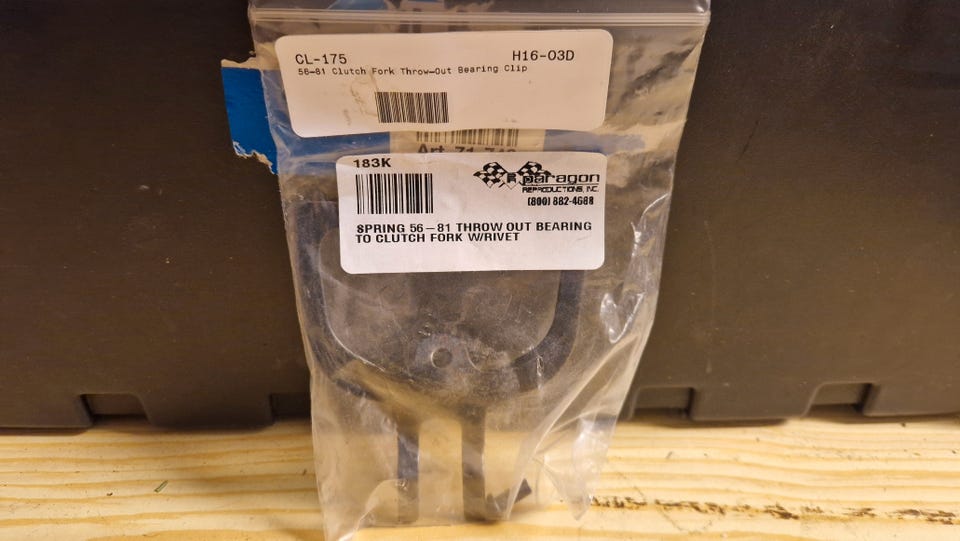 CL-175 H16-03D
56-81 Clutch Fork Throw-Out Bearing Clip
Art.
183K
paragon
REPRODUCTIONS, INC.
(800) 882-4688
SPRING 56-81 THROW OUT BEARING
TO CLUTCH FORK W/RIVET